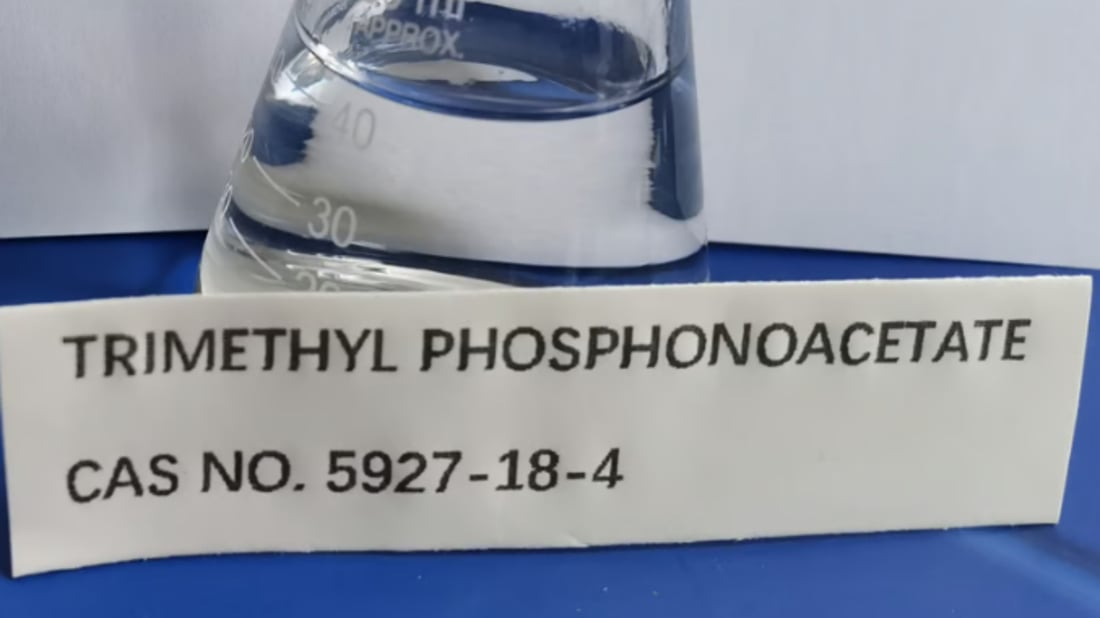 APPROX.
40
30
TRIMETHYL PHOSPHONOACETATE
CAS NO. 5927-18-4